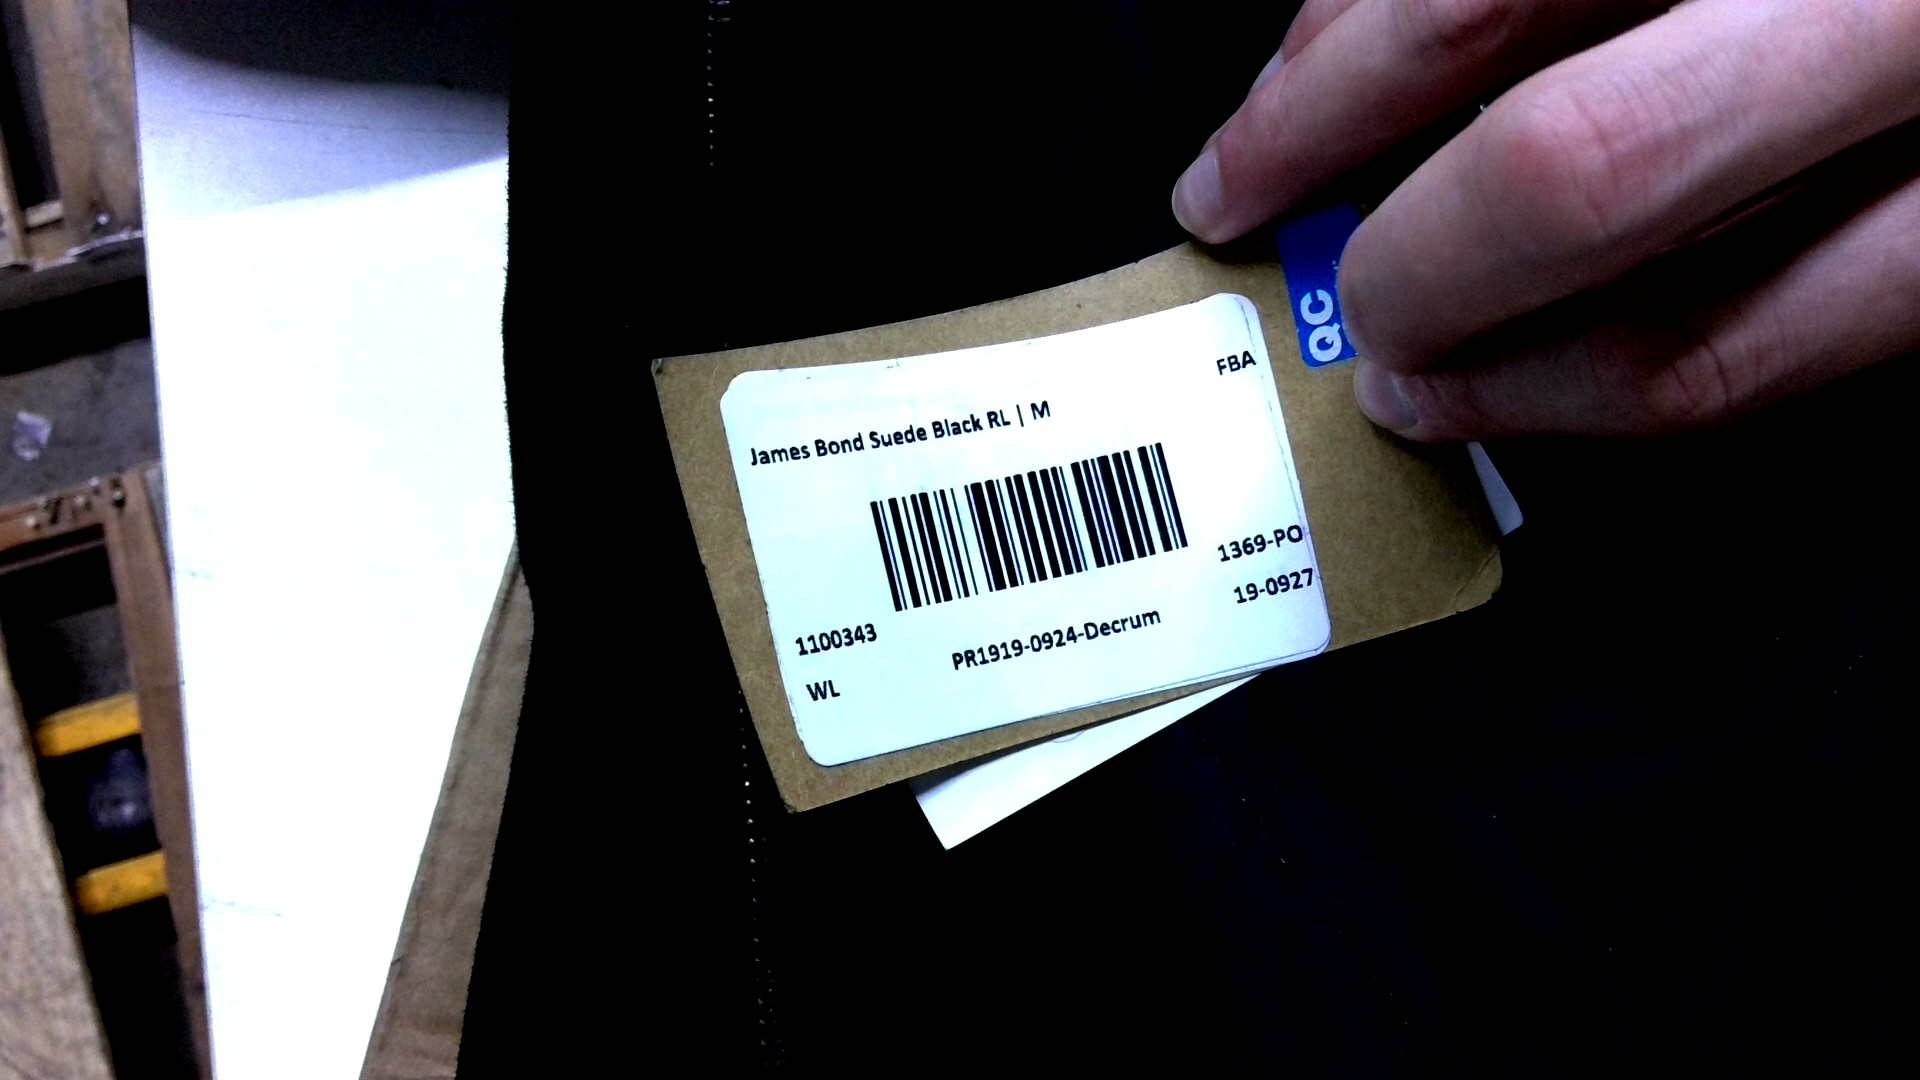 FBA
James Bond Suede Black RL | M
1369-PO
19-0927
1100343
PR1919-0924-Decrum
WL
QC